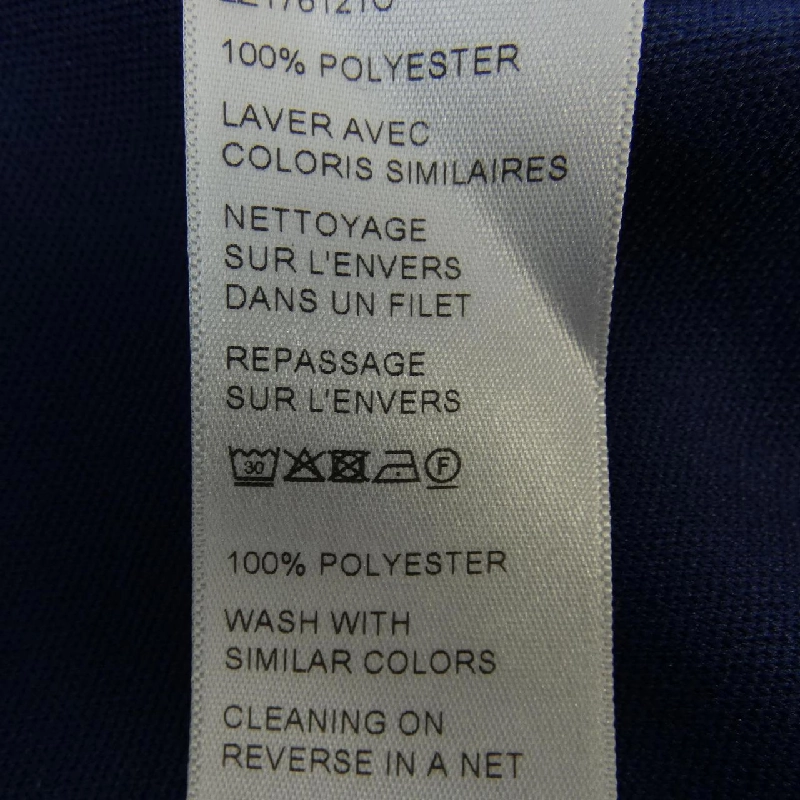 100% POLYESTER
LAVER AVEC
COLORIS SIMILAIRES
NETTOYAGE
SUR L'ENVERS
DANS UN FILET
REPASSAGE
SUR L'ENVERS
30 F
100% POLYESTER
WASH WITH
SIMILAR COLORS
CLEANING ON
REVERSE IN A NET